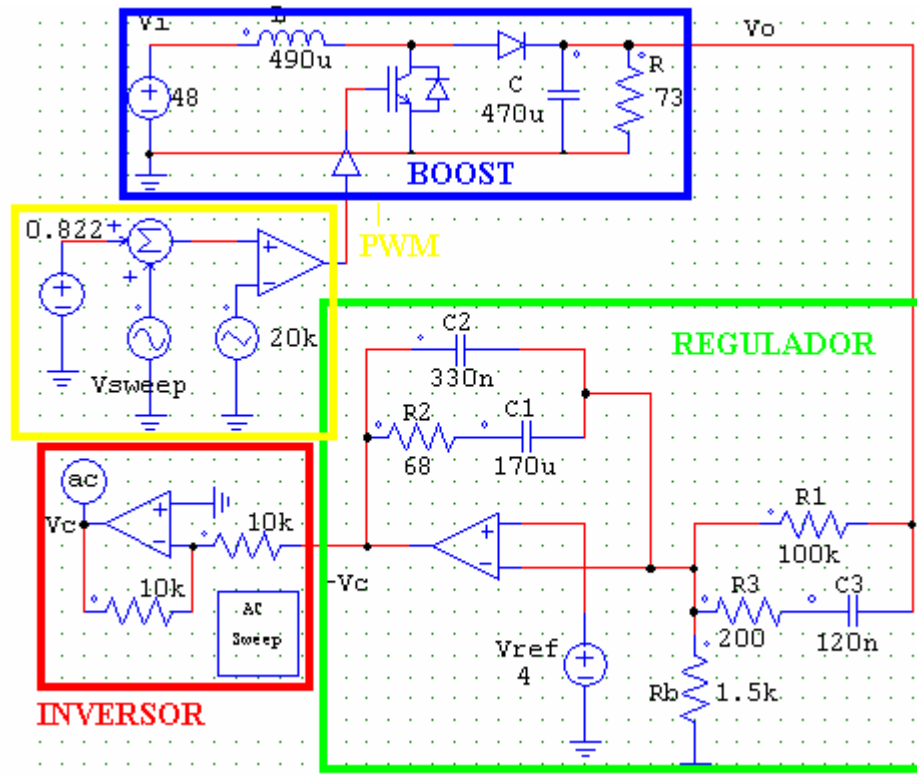 Vi
490u
Vo
R
C
48
470u
73
BOOST
0.822
+
Σ
+
PWM
20k
Vsweep
C2
REGULADOR
330n
R2
C1
68
170u
ac
Vc
10k
10k
AC
Sweep
-Vc
R1
100k
R3
C3
200
120n
Vref
4
Rb
1.5k
INVERSOR